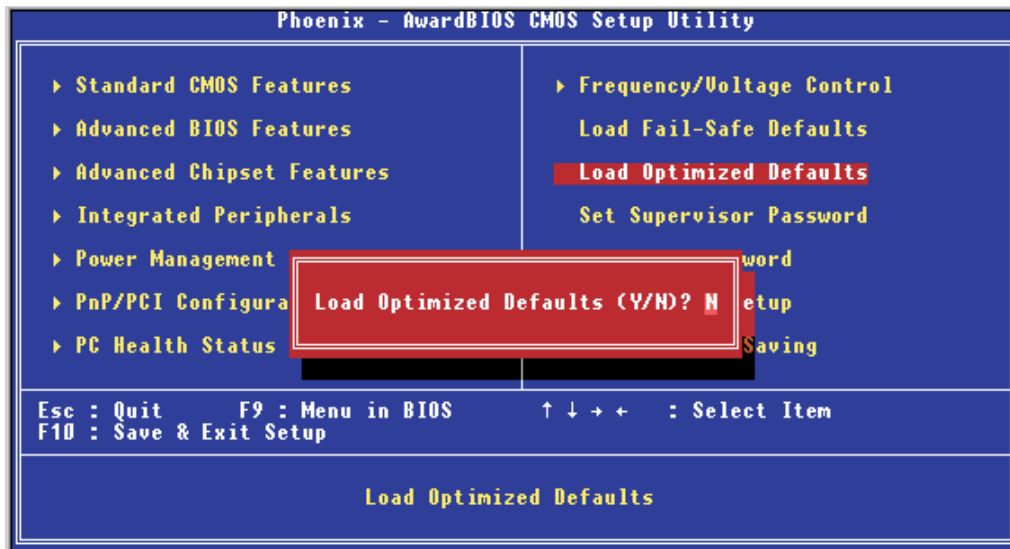 Phoenix - AwardBIOS CMOS Setup Utility
▸ Standard CMOS Features
▸ Advanced BIOS Features
▸ Advanced Chipset Features
▸ Integrated Peripherals
▸ Power Management
▸ PnP/PCI Configura
▸ PC Health Status
▸ Frequency/Voltage Control
Load Fail-Safe Defaults
Load Optimized Defaults
Set Supervisor Password
word
etup
Saving
Load Optimized Defaults (Y/N)? N
Esc : Quit F9 : Menu in BIOS ↑ ↓ → ← : Select Item
F10 : Save & Exit Setup
Load Optimized Defaults